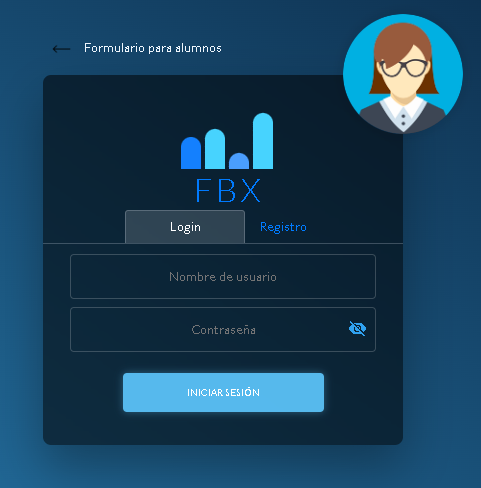 Formulario para alumnos
FBX
Login Registro
Nombre de usuario
Contraseña
INICIAR SESIÓN